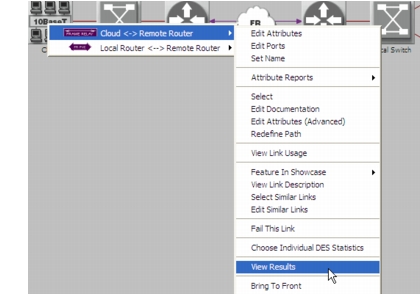 FR
10BaseT
cal Switch
Cloud <-> Remote Router
Local Router <--> Remote Router
Edit Attributes
Edit Ports
Set Name
Attribute Reports
Select
Edit Documentation
Edit Attributes (Advanced)
Redefine Path
View Link Usage
Feature In Showcase
View Link Description
Select Similar Links
Edit Similar Links
Fail This Link
Choose Individual DES Statistics
View Results
Bring To Front